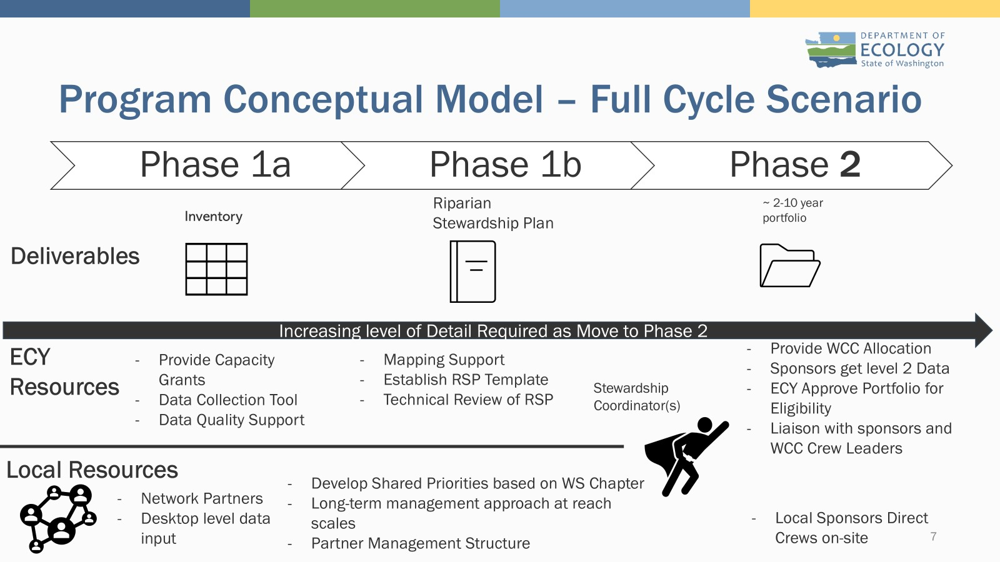 DEPARTMENT OF
ECOLOGY
State of Washington
Program Conceptual Model – Full Cycle Scenario
Phase 1a
Phase 1b
Phase 2
Inventory
Riparian
Stewardship Plan
~ 2-10 year
portfolio
Deliverables
Increasing level of Detail Required as Move to Phase 2
ECY
Resources
- Provide Capacity
Grants
- Data Collection Tool
- Data Quality Support
- Mapping Support
- Establish RSP Template
- Technical Review of RSP
Stewardship
Coordinator(s)
- Provide WCC Allocation
- Sponsors get level 2 Data
- ECY Approve Portfolio for
Eligibility
- Liaison with sponsors and
WCC Crew Leaders
Local Resources
- Network Partners
- Desktop level data
input
- Develop Shared Priorities based on WS Chapter
- Long-term management approach at reach
scales
- Partner Management Structure
- Local Sponsors Direct
Crews on-site
7